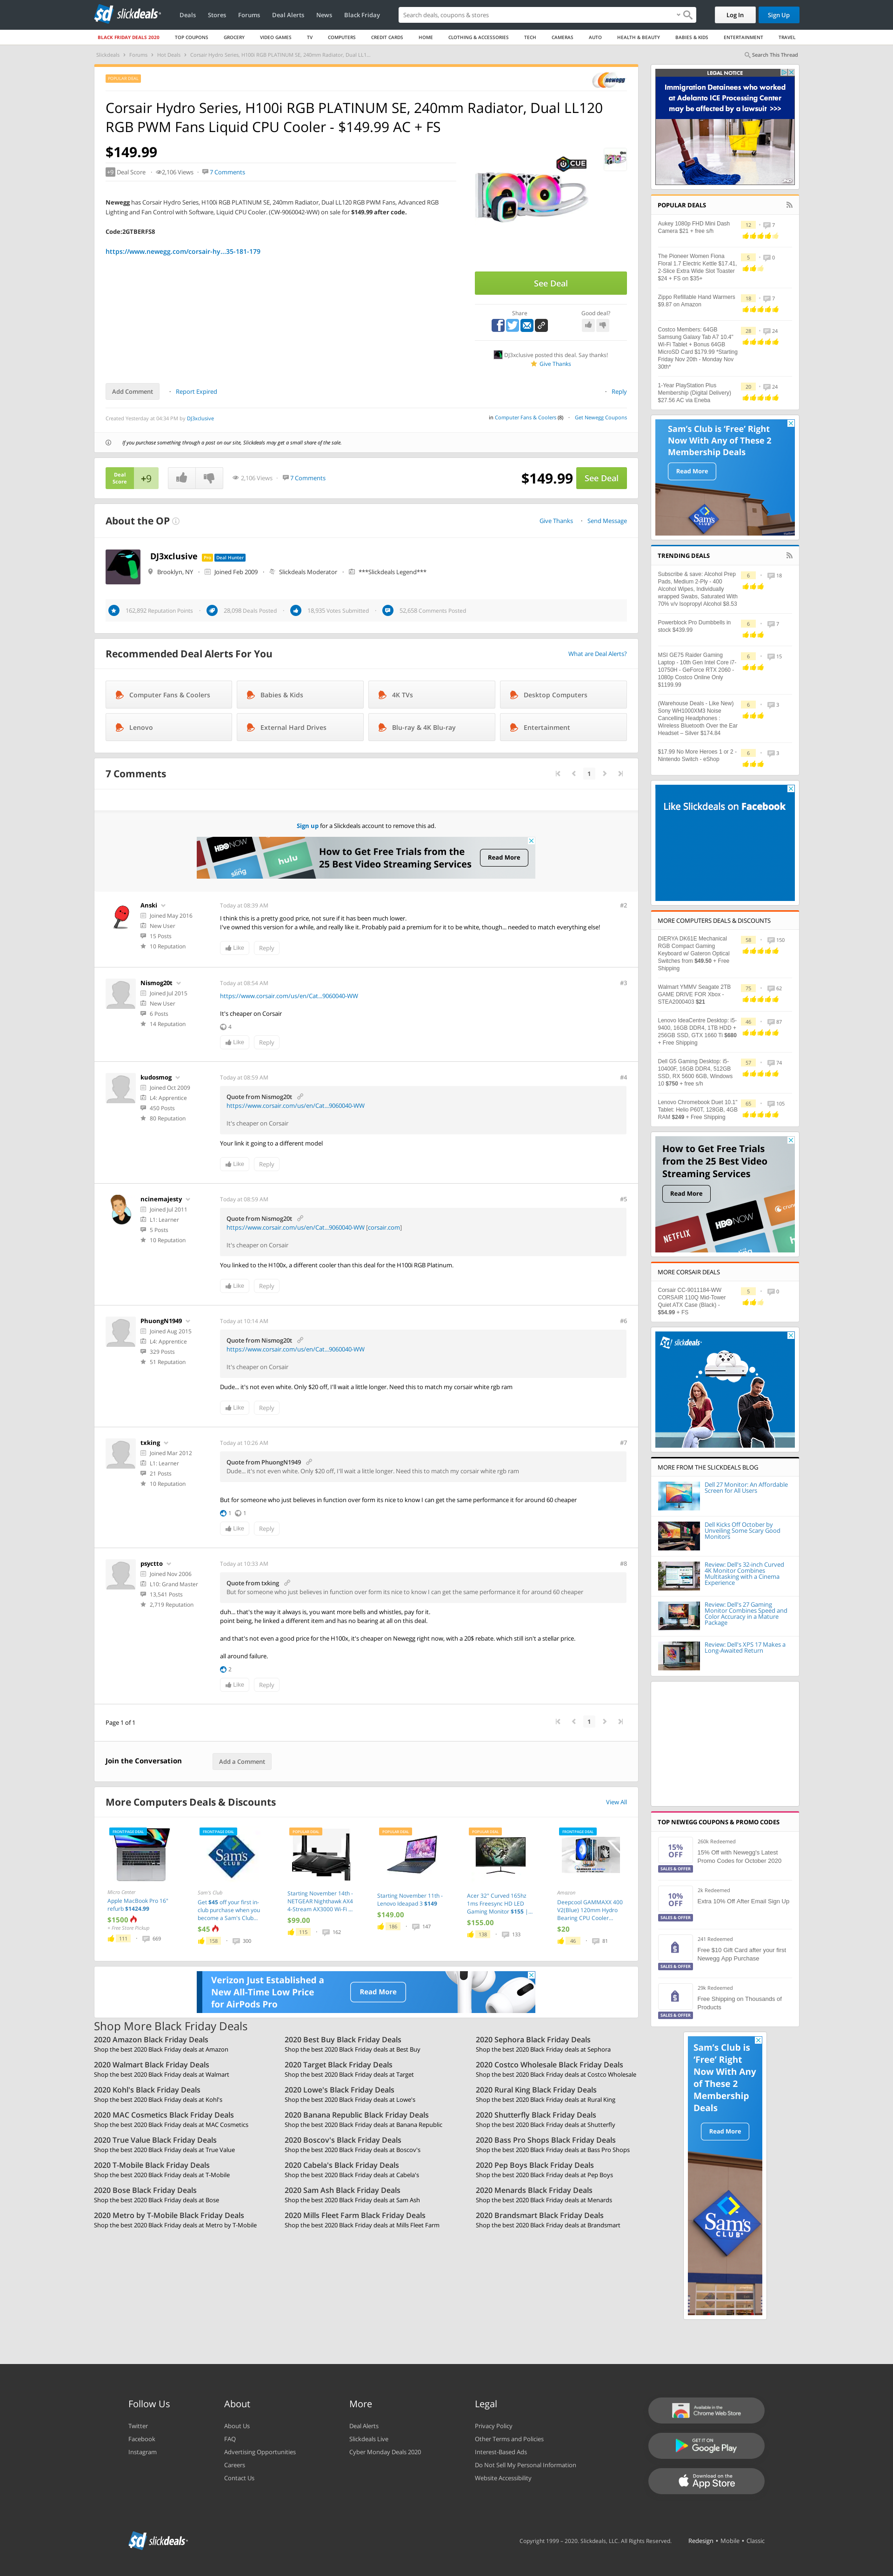 slickdeals
Deals Stores Forums Deal Alerts News Black Friday
Search deals, coupons & stores
Log In
Sign Up
BLACK FRIDAY DEALS 2020 TOP COUPONS GROCERY VIDEO GAMES TV COMPUTERS CREDIT CARDS HOME CLOTHING & ACCESSORIES TECH CAMERAS AUTO HEALTH & BEAUTY BABIES & KIDS ENTERTAINMENT TRAVEL
Slickdeals > Forums > Hot Deals > Corsair Hydro Series, H100i RGB PLATINUM SE, 240mm Radiator, Dual LL1...
Search This Thread
POPULAR DEAL
newegg
Corsair Hydro Series, H100i RGB PLATINUM SE, 240mm Radiator, Dual LL120
RGB PWM Fans Liquid CPU Cooler - $149.99 AC + FS
$149.99
+9 Deal Score 2,106 Views 7 Comments
Newegg has Corsair Hydro Series, H100i RGB PLATINUM SE, 240mm Radiator, Dual LL120 RGB PWM Fans, Advanced RGB
Lighting and Fan Control with Software, Liquid CPU Cooler. (CW-9060042-WW) on sale for $149.99 after code.
Code:2GTBERFS8
https://www.newegg.com/corsair-hy...35-181-179
iCUE
See Deal
Share
Good deal?
DJ3xclusive posted this deal. Say thanks!
Give Thanks
Add Comment
Report Expired
Reply
Created Yesterday at 04:34 PM by DJ3xclusive
in Computer Fans & Coolers (8) Get Newegg Coupons
If you purchase something through a post on our site, Slickdeals may get a small share of the sale.
Deal
Score
+9
2,106 Views 7 Comments
$149.99
See Deal
About the OP
Give Thanks Send Message
DJ3xclusive Pro Deal Hunter
Brooklyn, NY Joined Feb 2009 Slickdeals Moderator ***Slickdeals Legend***
162,892 Reputation Points 28,098 Deals Posted 18,935 Votes Submitted 52,658 Comments Posted
Recommended Deal Alerts For You
What are Deal Alerts?
Computer Fans & Coolers Babies & Kids 4K TVs Desktop Computers
Lenovo External Hard Drives Blu-ray & 4K Blu-ray Entertainment
7 Comments
1
Sign up for a Slickdeals account to remove this ad.
sling
hulu
How to Get Free Trials from the
25 Best Video Streaming Services
Read More
Anski
Joined May 2016
New User
15 Posts
10 Reputation
Today at 08:39 AM
#2
I think this is a pretty good price, not sure if it has been much lower.
I've owned this version for a while, and really like it. Probably paid a premium for it to be white, though... needed to match everything else!
Like Reply
Nismog20t
Joined Jul 2015
New User
6 Posts
14 Reputation
Today at 08:54 AM
#3
https://www.corsair.com/us/en/Cat...9060040-WW
It's cheaper on Corsair
4
Like Reply
kudosmog
Joined Oct 2009
L4: Apprentice
450 Posts
80 Reputation
Today at 08:59 AM
#4
Quote from Nismog20t
https://www.corsair.com/us/en/Cat...9060040-WW
It's cheaper on Corsair
Your link it going to a different model
Like Reply
ncinemajesty
Joined Jul 2011
L1: Learner
5 Posts
10 Reputation
Today at 08:59 AM
#5
Quote from Nismog20t
https://www.corsair.com/us/en/Cat...9060040-WW [corsair.com]
It's cheaper on Corsair
You linked to the H100x, a different cooler than this deal for the H100i RGB Platinum.
Like Reply
PhuongN1949
Joined Aug 2015
L4: Apprentice
329 Posts
51 Reputation
Today at 10:14 AM
#6
Quote from Nismog20t
https://www.corsair.com/us/en/Cat...9060040-WW
It's cheaper on Corsair
Dude... it's not even white. Only $20 off, I'll wait a little longer. Need this to match my corsair white rgb ram
Like Reply
txking
Joined Mar 2012
L1: Learner
21 Posts
10 Reputation
Today at 10:26 AM
#7
Quote from PhuongN1949
Dude... it's not even white. Only $20 off, I'll wait a little longer. Need this to match my corsair white rgb ram
But for someone who just believes in function over form its nice to know I can get the same performance it for around 60 cheaper
1 1
Like Reply
psyctto
Joined Nov 2006
L10: Grand Master
13,541 Posts
2,719 Reputation
Today at 10:33 AM
#8
Quote from txking
But for someone who just believes in function over form its nice to know I can get the same performance it for around 60 cheaper
duh... that's the way it always is, you want more bells and whistles, pay for it.
point being, he linked a different item and has no bearing at all on this deal.
and that's not even a good price for the H100x, it's cheaper on Newegg right now, with a 20$ rebate. which still isn't a stellar price.
all around failure.
2
Like Reply
Page 1 of 1
1
Join the Conversation
Add a Comment
More Computers Deals & Discounts
View All
FRONTPAGE DEAL
Micro Center
Apple MacBook Pro 16"
refurb $1424.99
$1500
+ Free Store Pickup
111 669
FRONTPAGE DEAL
Sam's Club
Get $45 off your first in-
club purchase when you
become a Sam's Club...
$45
158 300
POPULAR DEAL
Starting November 14th -
NETGEAR Nighthawk AX4
4-Stream AX3000 Wi-Fi ...
$99.00
115 162
POPULAR DEAL
Starting November 11th -
Lenovo Ideapad 3 $149
$149.00
186 147
POPULAR DEAL
Acer 32" Curved 165hz
1ms Freesync HD LED
Gaming Monitor $155 |...
$155.00
138 133
FRONTPAGE DEAL
Amazon
Deepcool GAMMAXX 400
V2(Blue) 120mm Hydro
Bearing CPU Cooler...
$20
46 81
Verizon Just Established a
New All-Time Low Price
for AirPods Pro
Read More
Shop More Black Friday Deals
2020 Amazon Black Friday Deals
Shop the best 2020 Black Friday deals at Amazon
2020 Best Buy Black Friday Deals
Shop the best 2020 Black Friday deals at Best Buy
2020 Sephora Black Friday Deals
Shop the best 2020 Black Friday deals at Sephora
2020 Walmart Black Friday Deals
Shop the best 2020 Black Friday deals at Walmart
2020 Target Black Friday Deals
Shop the best 2020 Black Friday deals at Target
2020 Costco Wholesale Black Friday Deals
Shop the best 2020 Black Friday deals at Costco Wholesale
2020 Kohl's Black Friday Deals
Shop the best 2020 Black Friday deals at Kohl's
2020 Lowe's Black Friday Deals
Shop the best 2020 Black Friday deals at Lowe's
2020 Rural King Black Friday Deals
Shop the best 2020 Black Friday deals at Rural King
2020 MAC Cosmetics Black Friday Deals
Shop the best 2020 Black Friday deals at MAC Cosmetics
2020 Banana Republic Black Friday Deals
Shop the best 2020 Black Friday deals at Banana Republic
2020 Shutterfly Black Friday Deals
Shop the best 2020 Black Friday deals at Shutterfly
2020 True Value Black Friday Deals
Shop the best 2020 Black Friday deals at True Value
2020 Boscov's Black Friday Deals
Shop the best 2020 Black Friday deals at Boscov's
2020 Bass Pro Shops Black Friday Deals
Shop the best 2020 Black Friday deals at Bass Pro Shops
2020 T-Mobile Black Friday Deals
Shop the best 2020 Black Friday deals at T-Mobile
2020 Cabela's Black Friday Deals
Shop the best 2020 Black Friday deals at Cabela's
2020 Pep Boys Black Friday Deals
Shop the best 2020 Black Friday deals at Pep Boys
2020 Bose Black Friday Deals
Shop the best 2020 Black Friday deals at Bose
2020 Sam Ash Black Friday Deals
Shop the best 2020 Black Friday deals at Sam Ash
2020 Menards Black Friday Deals
Shop the best 2020 Black Friday deals at Menards
2020 Metro by T-Mobile Black Friday Deals
Shop the best 2020 Black Friday deals at Metro by T-Mobile
2020 Mills Fleet Farm Black Friday Deals
Shop the best 2020 Black Friday deals at Mills Fleet Farm
2020 Brandsmart Black Friday Deals
Shop the best 2020 Black Friday deals at Brandsmart
LEGAL NOTICE
Immigration Detainees who worked
at Adelanto ICE Processing Center
may be affected by a lawsuit >>>
POPULAR DEALS
Aukey 1080p FHD Mini Dash
Camera $21 + free s/h
12 7
The Pioneer Women Fiona
Floral 1.7 Electric Kettle $17.41,
2-Slice Extra Wide Slot Toaster
$24 + FS on $35+
5 0
Zippo Refillable Hand Warmers
$9.87 on Amazon
18 7
Costco Members: 64GB
Samsung Galaxy Tab A7 10.4"
Wi-Fi Tablet + Bonus 64GB
MicroSD Card $179.99 *Starting
Friday Nov 20th - Monday Nov
30th*
28 24
1-Year PlayStation Plus
Membership (Digital Delivery)
$27.56 AC via Eneba
20 24
Sam's Club is 'Free' Right
Now With Any of These 2
Membership Deals
Read More
Sam's
TRENDING DEALS
Subscribe & save: Alcohol Prep
Pads, Medium 2-Ply - 400
Alcohol Wipes, Individually
wrapped Swabs, Saturated With
70% v/v Isopropyl Alcohol $8.53
6 18
Powerblock Pro Dumbbells in
stock $439.99
6 7
MSI GE75 Raider Gaming
Laptop - 10th Gen Intel Core i7-
10750H - GeForce RTX 2060 -
1080p Costco Online Only
$1199.99
6 15
(Warehouse Deals - Like New)
Sony WH1000XM3 Noise
Cancelling Headphones :
Wireless Bluetooth Over the Ear
Headset – Silver $174.84
6 3
$17.99 No More Heroes 1 or 2 -
Nintendo Switch - eShop
6 3
Like Slickdeals on Facebook
MORE COMPUTERS DEALS & DISCOUNTS
DIERYA DK61E Mechanical
RGB Compact Gaming
Keyboard w/ Gateron Optical
Switches from $49.50 + Free
Shipping
58 150
Walmart YMMV Seagate 2TB
GAME DRIVE FOR Xbox -
STEA2000403 $21
75 62
Lenovo IdeaCentre Desktop: i5-
9400, 16GB DDR4, 1TB HDD +
256GB SSD, GTX 1660 Ti $660
+ Free Shipping
46 87
Dell G5 Gaming Desktop: i5-
10400F, 16GB DDR4, 512GB
SSD, RX 5600 6GB, Windows
10 $750 + free s/h
57 74
Lenovo Chromebook Duet 10.1"
Tablet: Helio P60T, 128GB, 4GB
RAM $249 + Free Shipping
65 105
How to Get Free Trials
from the 25 Best Video
Streaming Services
Read More
NETFLIX
HBO NOW
crunchyroll
MORE CORSAIR DEALS
Corsair CC-9011184-WW
CORSAIR 110Q Mid-Tower
Quiet ATX Case (Black) -
$54.99 + FS
5 0
slickdeals
MORE FROM THE SLICKDEALS BLOG
Dell 27 Monitor: An Affordable
Screen for All Users
Dell Kicks Off October by
Unveiling Some Scary Good
Monitors
Review: Dell's 32-inch Curved
4K Monitor Combines
Multitasking with a Cinema
Experience
Review: Dell's 27 Gaming
Monitor Combines Speed and
Color Accuracy in a Mature
Package
Review: Dell's XPS 17 Makes a
Long-Awaited Return
TOP NEWEGG COUPONS & PROMO CODES
15%
OFF
SALES & OFFER
260k Redeemed
15% Off with Newegg's Latest
Promo Codes for October 2020
10%
OFF
SALES & OFFER
2k Redeemed
Extra 10% Off After Email Sign Up
SALES & OFFER
241 Redeemed
Free $10 Gift Card after your first
Newegg App Purchase
SALES & OFFER
29k Redeemed
Free Shipping on Thousands of
Products
Sam's Club is
'Free' Right
Now With Any
of These 2
Membership
Deals
Read More
Sam's
CLUB
Follow Us
Twitter
Facebook
Instagram
About
About Us
FAQ
Advertising Opportunities
Careers
Contact Us
More
Deal Alerts
Slickdeals Live
Cyber Monday Deals 2020
Legal
Privacy Policy
Other Terms and Policies
Interest-Based Ads
Do Not Sell My Personal Information
Website Accessibility
Available in the
Chrome Web Store
GET IT ON
Google Play
Download on the
App Store
slickdeals
Copyright 1999 - 2020. Slickdeals, LLC. All Rights Reserved. Redesign • Mobile • Classic